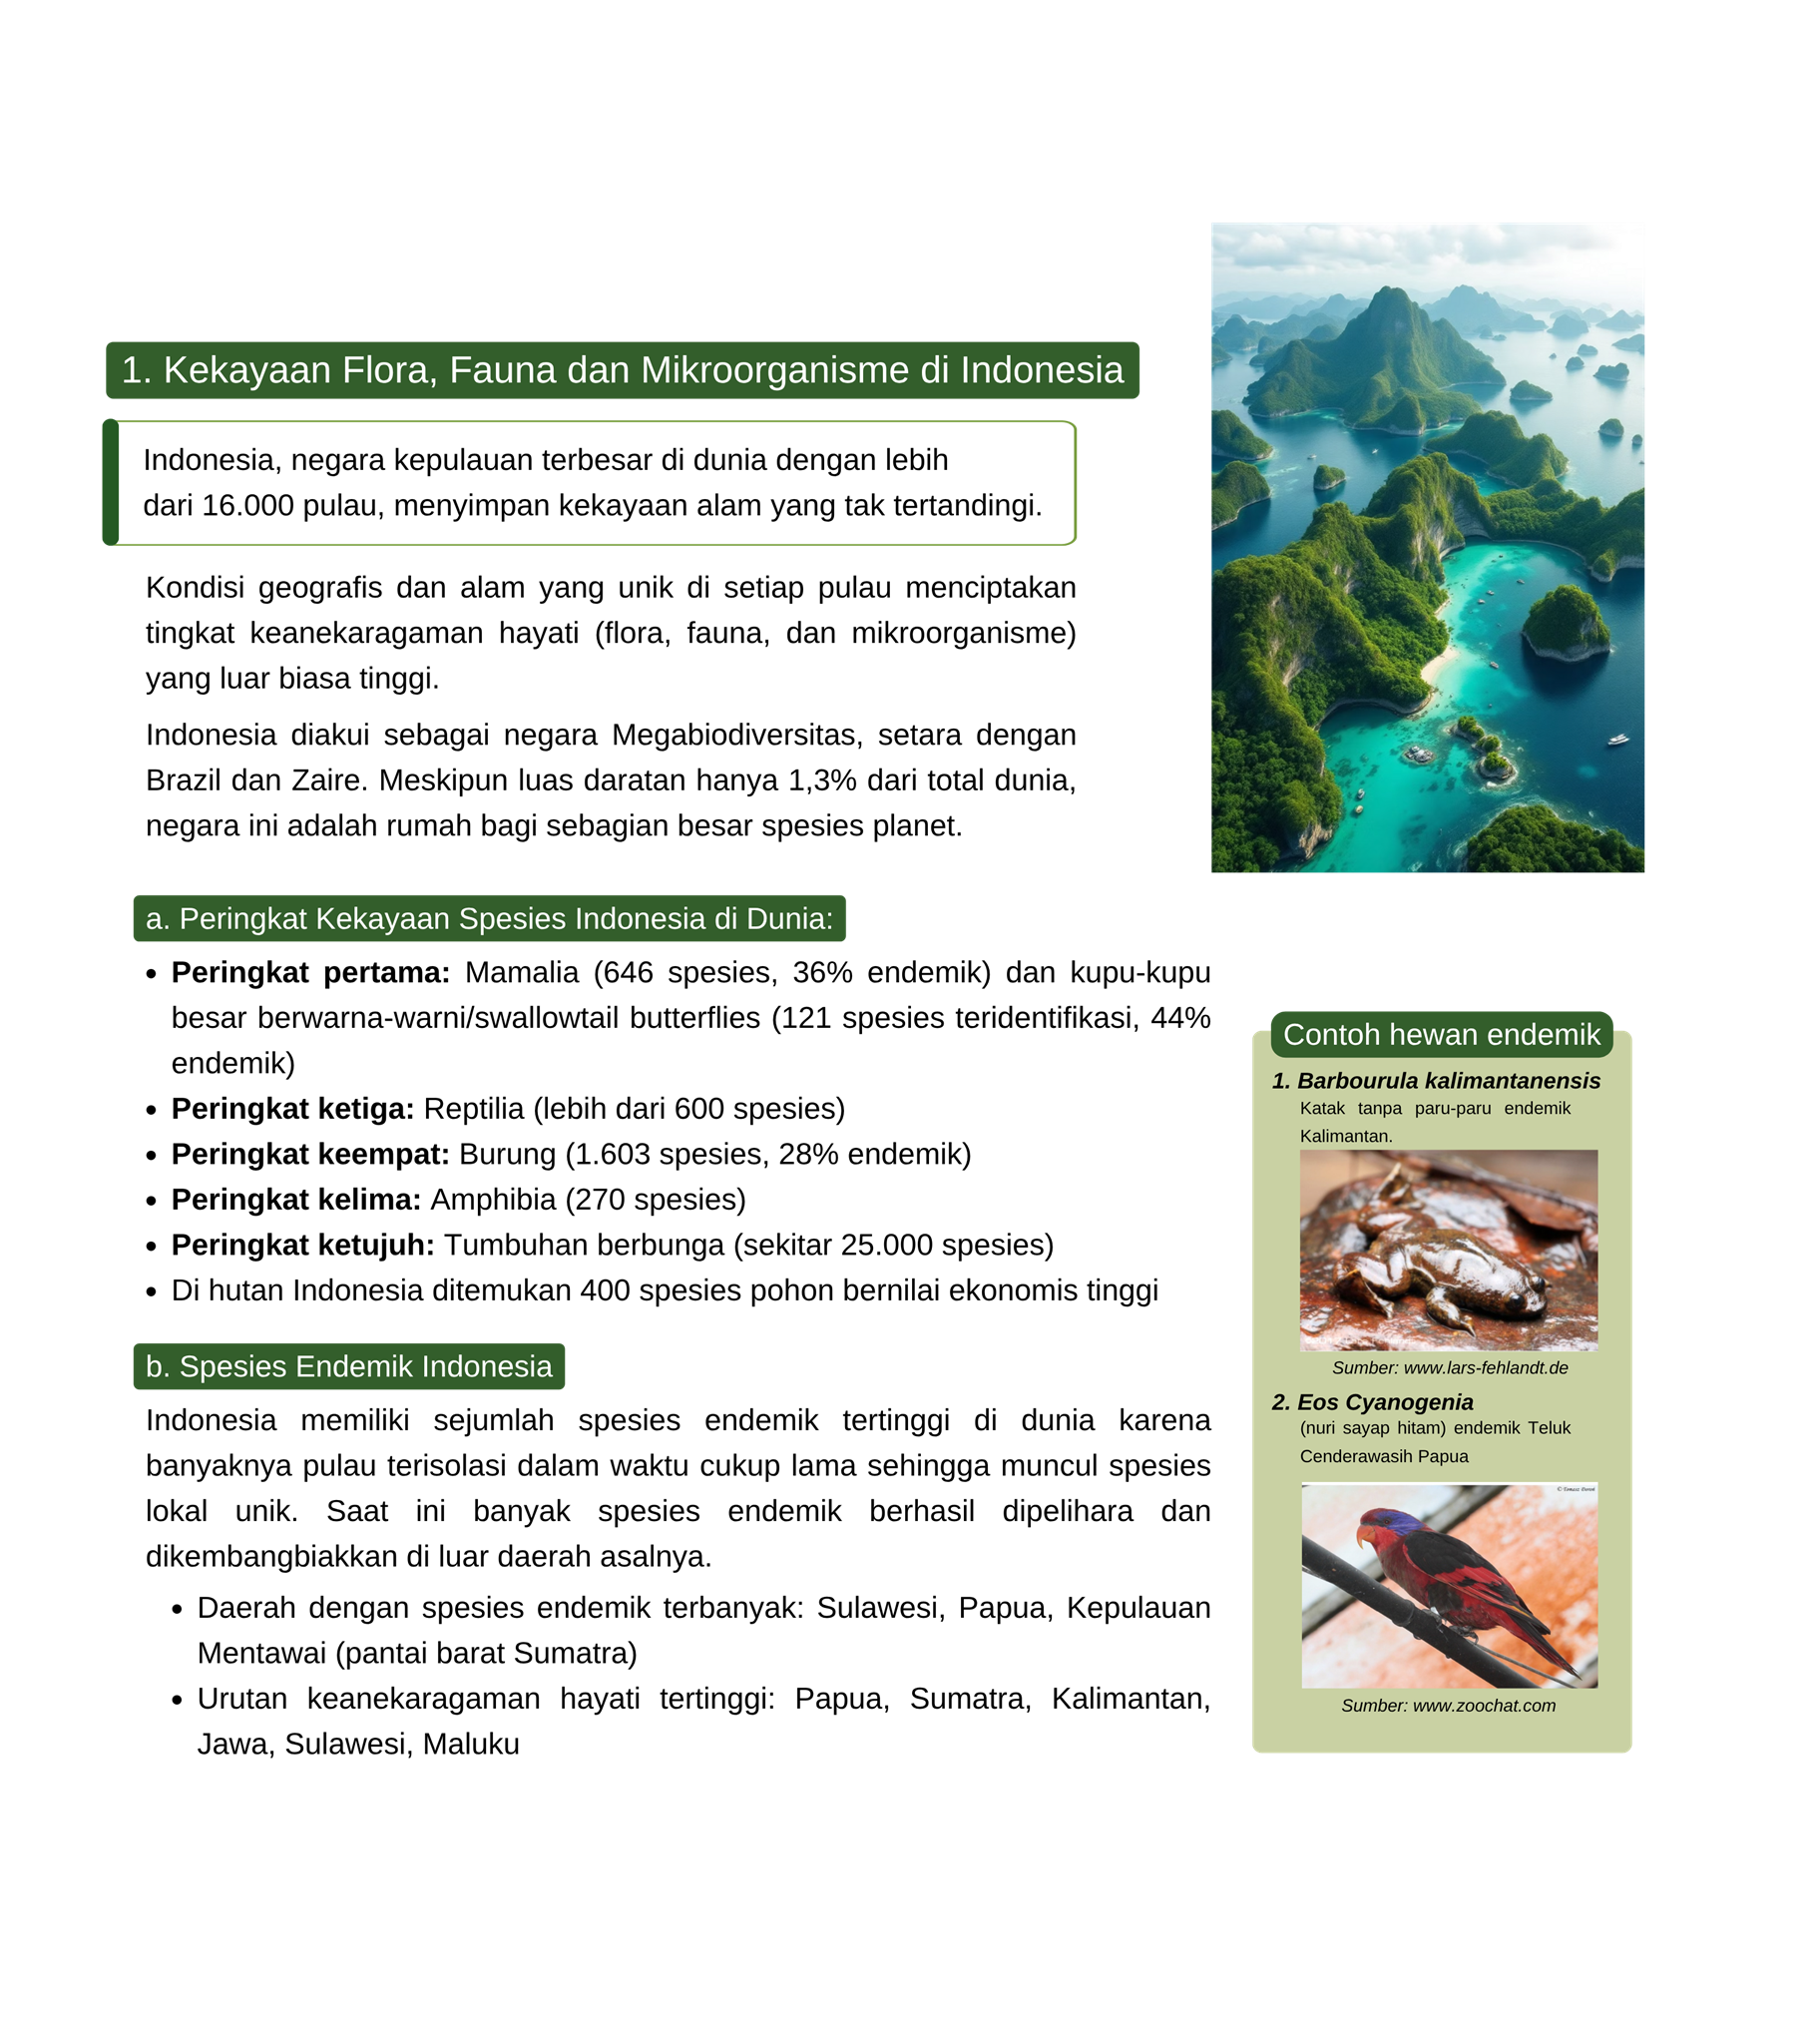 1. Kekayaan Flora, Fauna dan Mikroorganisme di Indonesia
Indonesia, negara kepulauan terbesar di dunia dengan lebih
dari 16.000 pulau, menyimpan kekayaan alam yang tak tertandingi.
Kondisi geografis dan alam yang unik di setiap pulau menciptakan
tingkat keanekaragaman hayati (flora, fauna, dan mikroorganisme)
yang luar biasa tinggi.
Indonesia diakui sebagai negara Megabiodiversitas, setara dengan
Brazil dan Zaire. Meskipun luas daratan hanya 1,3% dari total dunia,
negara ini adalah rumah bagi sebagian besar spesies planet.
a. Peringkat Kekayaan Spesies Indonesia di Dunia:
• Peringkat pertama: Mamalia (646 spesies, 36% endemik) dan kupu-kupu
besar berwarna-warni/swallowtail butterflies (121 spesies teridentifikasi, 44%
endemik)
• Peringkat ketiga: Reptilia (lebih dari 600 spesies)
• Peringkat keempat: Burung (1.603 spesies, 28% endemik)
• Peringkat kelima: Amphibia (270 spesies)
• Peringkat ketujuh: Tumbuhan berbunga (sekitar 25.000 spesies)
• Di hutan Indonesia ditemukan 400 spesies pohon bernilai ekonomis tinggi
b. Spesies Endemik Indonesia
Indonesia memiliki sejumlah spesies endemik tertinggi di dunia karena
banyaknya pulau terisolasi dalam waktu cukup lama sehingga muncul spesies
lokal unik. Saat ini banyak spesies endemik berhasil dipelihara dan
dikembangbiakkan di luar daerah asalnya.
• Daerah dengan spesies endemik terbanyak: Sulawesi, Papua, Kepulauan
Mentawai (pantai barat Sumatra)
• Urutan keanekaragaman hayati tertinggi: Papua, Sumatra, Kalimantan,
Jawa, Sulawesi, Maluku
Contoh hewan endemik
1. Barbourula kalimantanensis
Katak tanpa paru-paru endemik
Kalimantan.
Sumber: www.lars-fehlandt.de
2. Eos Cyanogenia
(nuri sayap hitam) endemik Teluk
Cenderawasih Papua
Sumber: www.zoochat.com